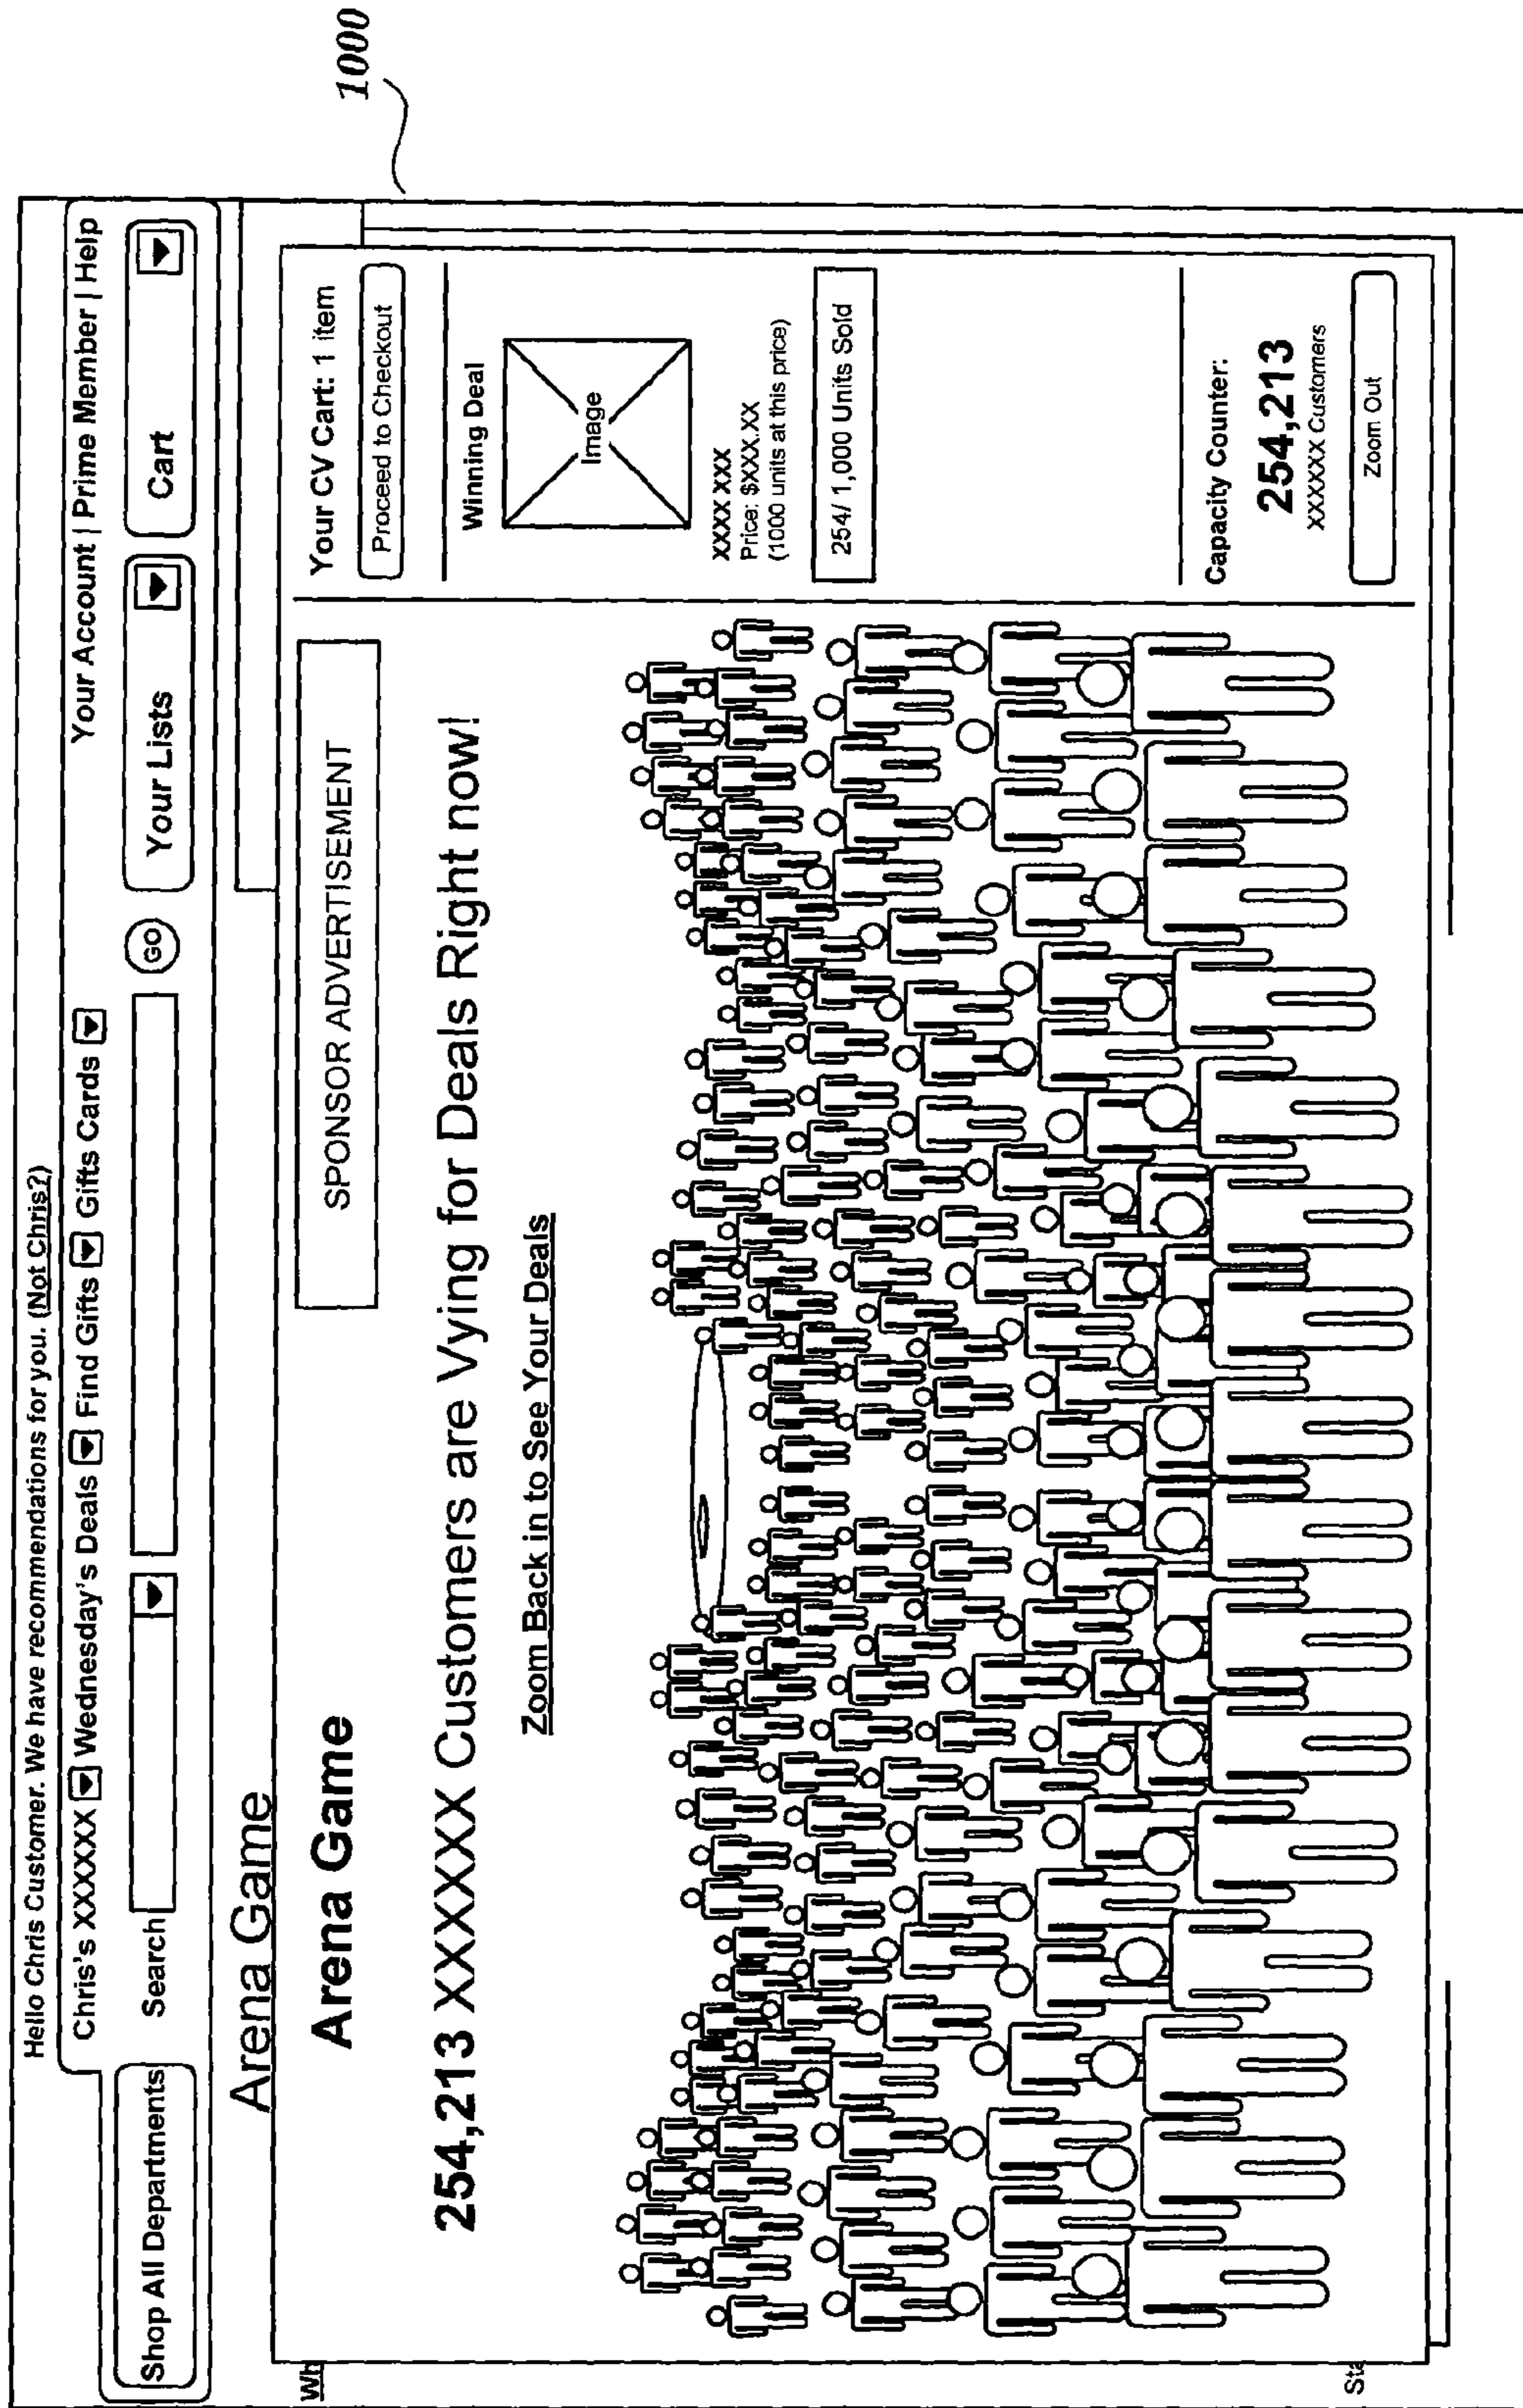 1000
Hello Chris Customer. We have recommendations for you. (Not Chris?)
Chris's XXXXXX Wednesday's Deals Find Gifts Gifts Cards Your Account | Prime Member | Help
Shop All Departments Search GO Your Lists Cart
Arena Game
Wh
Arena Game
SPONSOR ADVERTISEMENT
254,213 XXXXXX Customers are Vying for Deals Right now!
Zoom Back in to See Your Deals
Your CV Cart: 1 item
Proceed to Checkout
Winning Deal
Image
XXXX XXX
Price: $XXX.XX
(1000 units at this price)
254/ 1,000 Units Sold
Capacity Counter:
254,213
XXXXXX Customers
Zoom Out
Sta